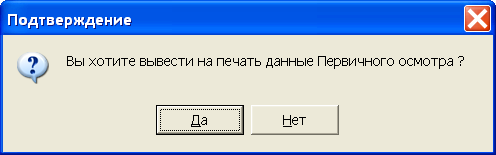 Подтверждение
Вы хотите вывести на печать данные Первичного осмотра ?
Да
Нет